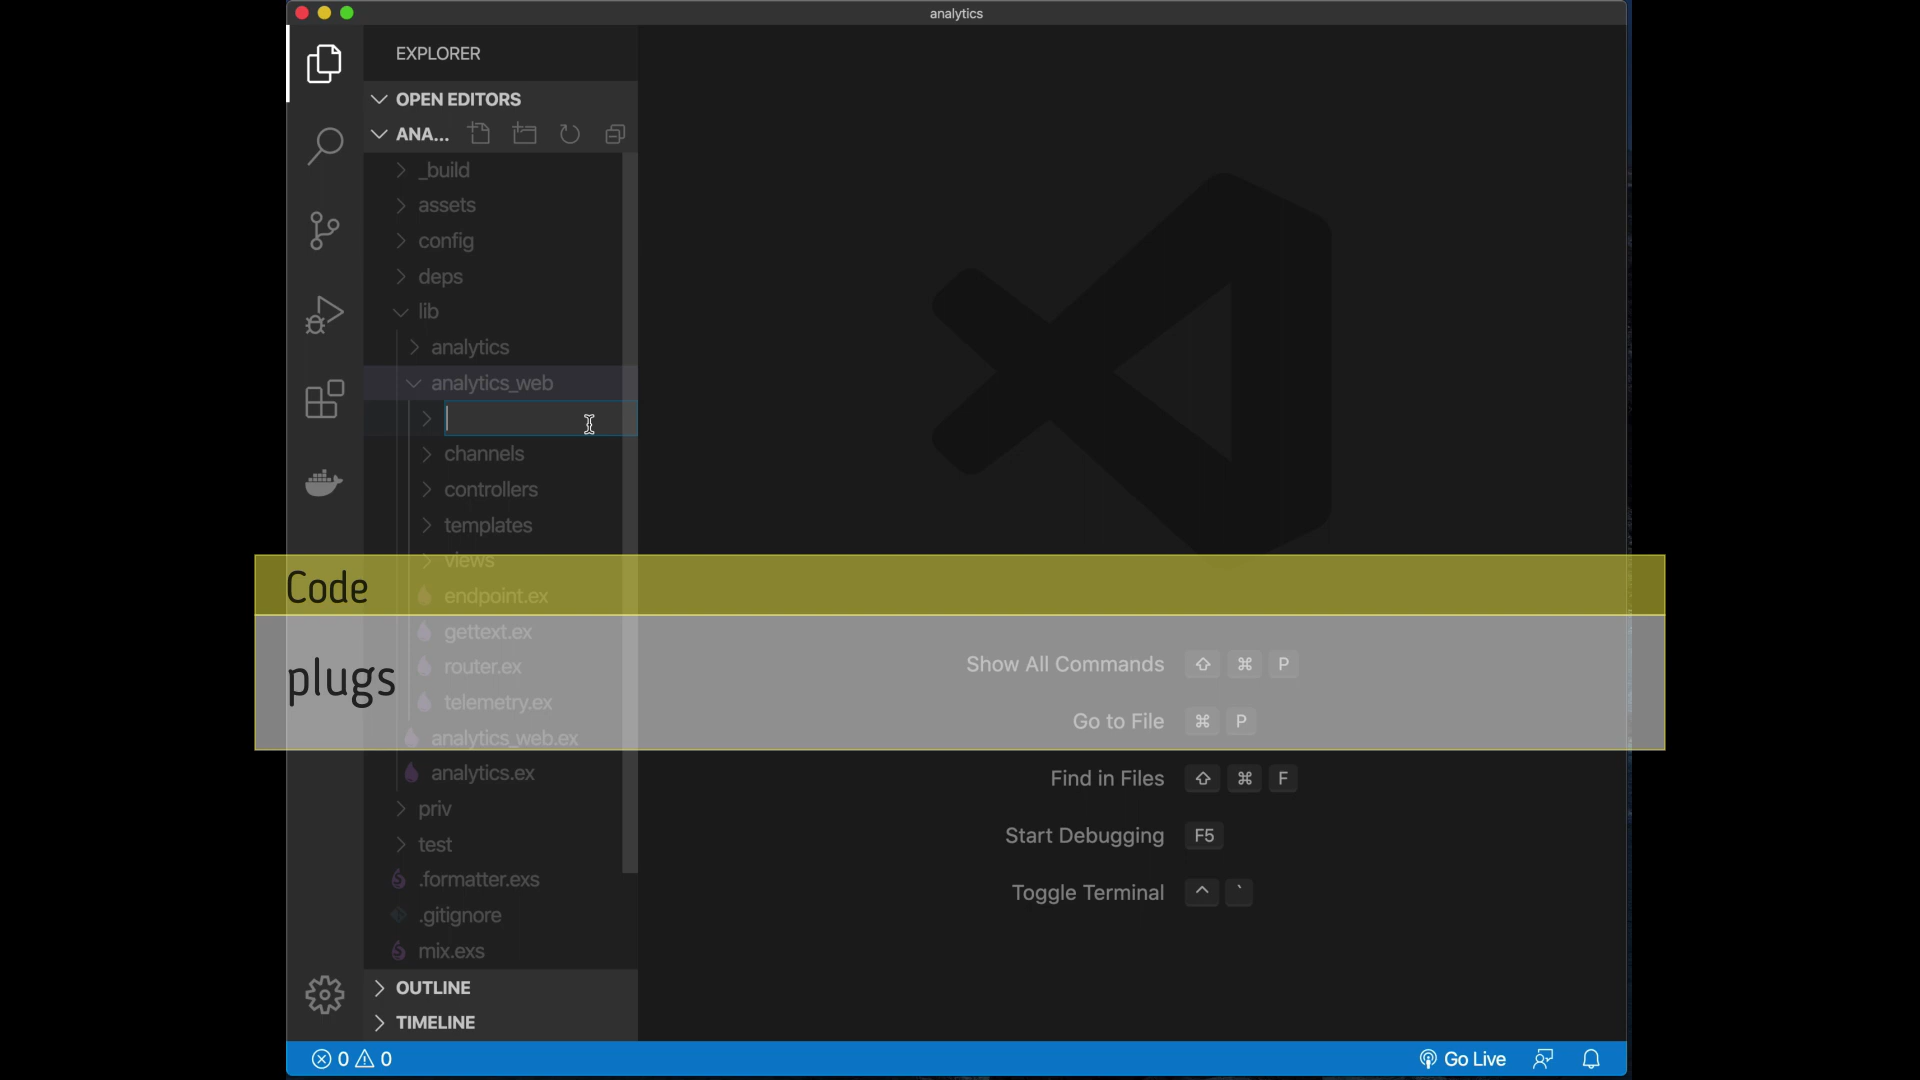 analytics
EXPLORER
OPEN EDITORS
ANA...
_build
assets
config
deps
lib
analytics
analytics_web
channels
controllers
templates
views
endpoint.ex
Code
gettext.ex
router.ex
plugs
telemetry.ex
analytics_web.ex
analytics.ex
priv
test
.formatter.exs
.gitignore
mix.exs
OUTLINE
TIMELINE
Show All Commands ⇧ ⌘ P
Go to File ⌘ P
Find in Files ⇧ ⌘ F
Start Debugging F5
Toggle Terminal ^ `
0 0
Go Live